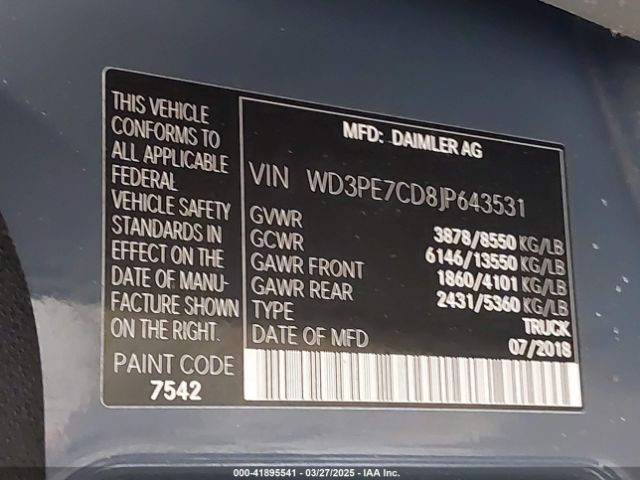 THIS VEHICLE
CONFORMS TO
ALL APPLICABLE
FEDERAL
VEHICLE SAFETY
STANDARDS IN
EFFECT ON THE
DATE OF MANU-
FACTURE SHOWN
ON THE RIGHT.
PAINT CODE
7542
MFD: DAIMLER AG
VIN WD3PE7CD8JP643531
GVWR 3878/8550 KG/LB
GCWR 6146/13550 KG/LB
GAWR FRONT 1860/4101 KG/LB
GAWR REAR 2431/5360 KG/LB
TYPE TRUCK
DATE OF MFD 07/2018
000-41895541 - 03/27/2025 - IAA Inc.